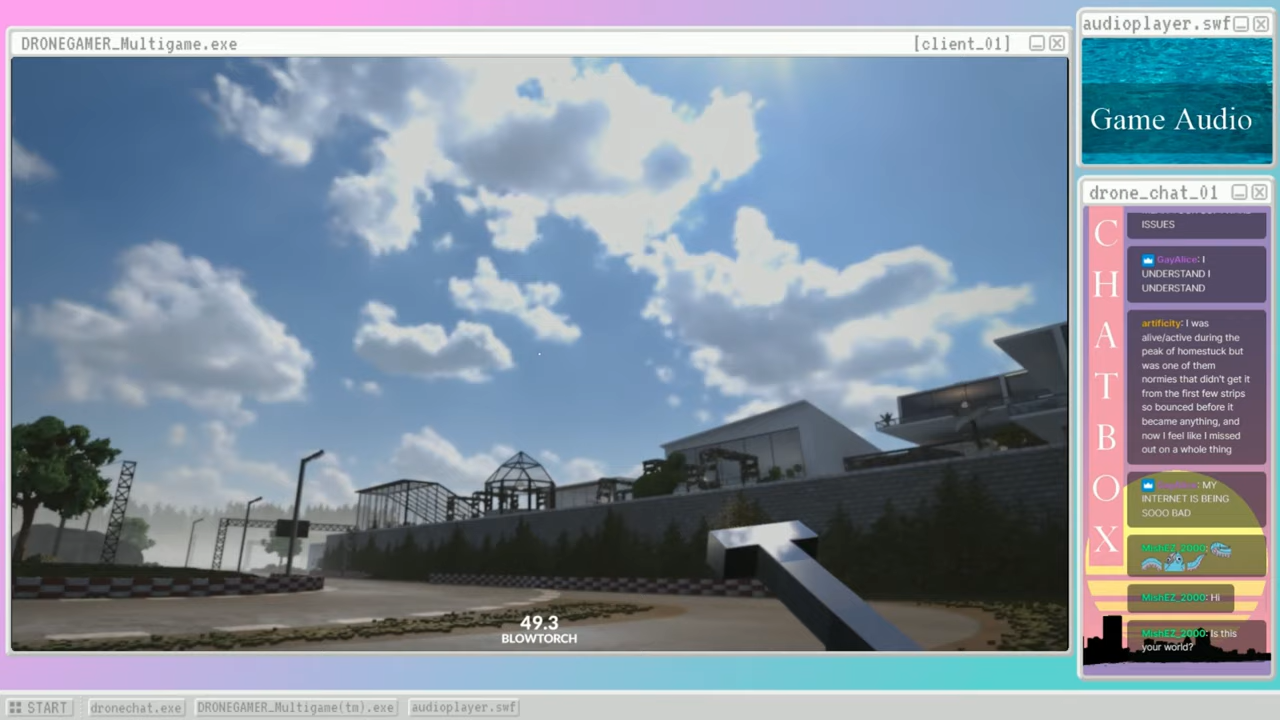 DRONEGAMER_Multigame.exe
[client_01]
49.3
BLOWTORCH
audioplayer.swf
Game Audio
drone_chat_01
CHATBOX
ISSUES
GayAlice: I
UNDERSTAND I
UNDERSTAND
artificity: I was
alive/active during the
peak of homestuck but
was one of them
normies that didn't get it
from the first few strips
so bounced before it
became anything, and
now I feel like I missed
out on a whole thing
GayAlice: MY
INTERNET IS BEING
SOOO BAD
MishEZ_2000:
MishEZ_2000: Hi
MishEZ_2000: Is this
your world?
START
dronechat.exe
DRONEGAMER_Multigame(tm).exe
audioplayer.swf